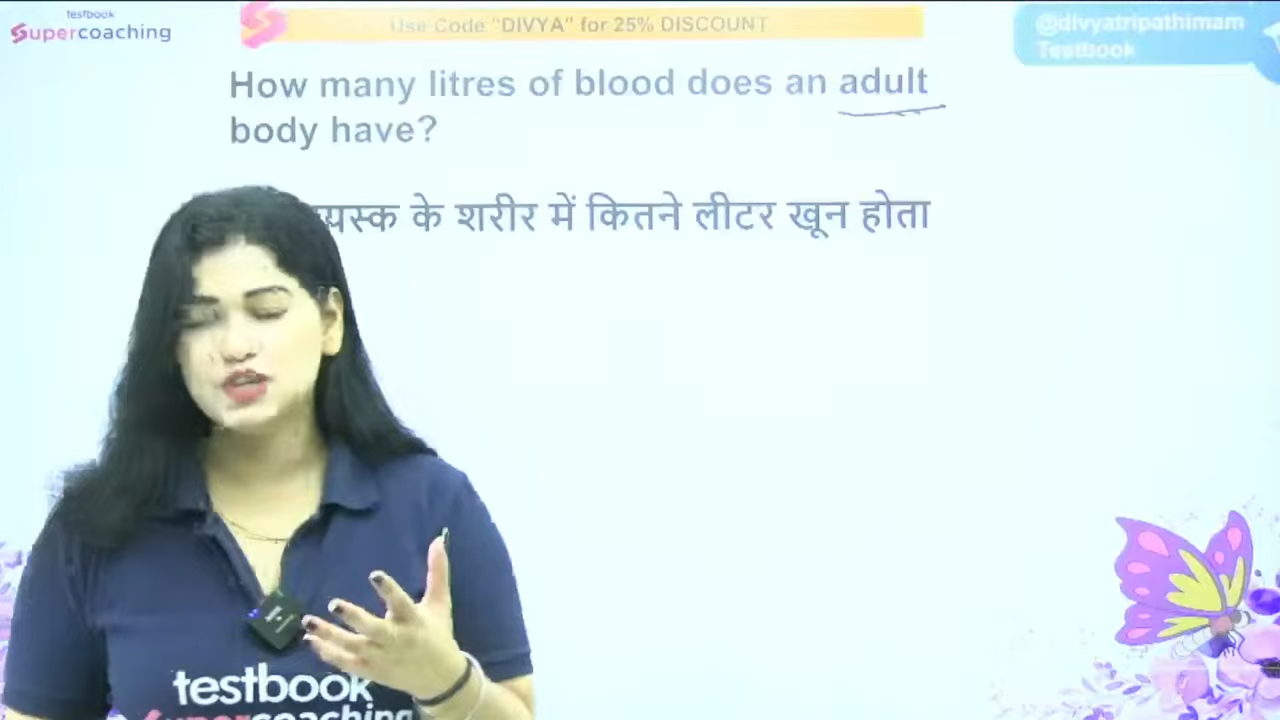 testbook
Supercoaching
Use Code "DIVYA" for 25% DISCOUNT
@divyatripathimam
Testbook
How many litres of blood does an adult
body have?
के शरीर में कितने लीटर खून होता
testbook
Supercoaching